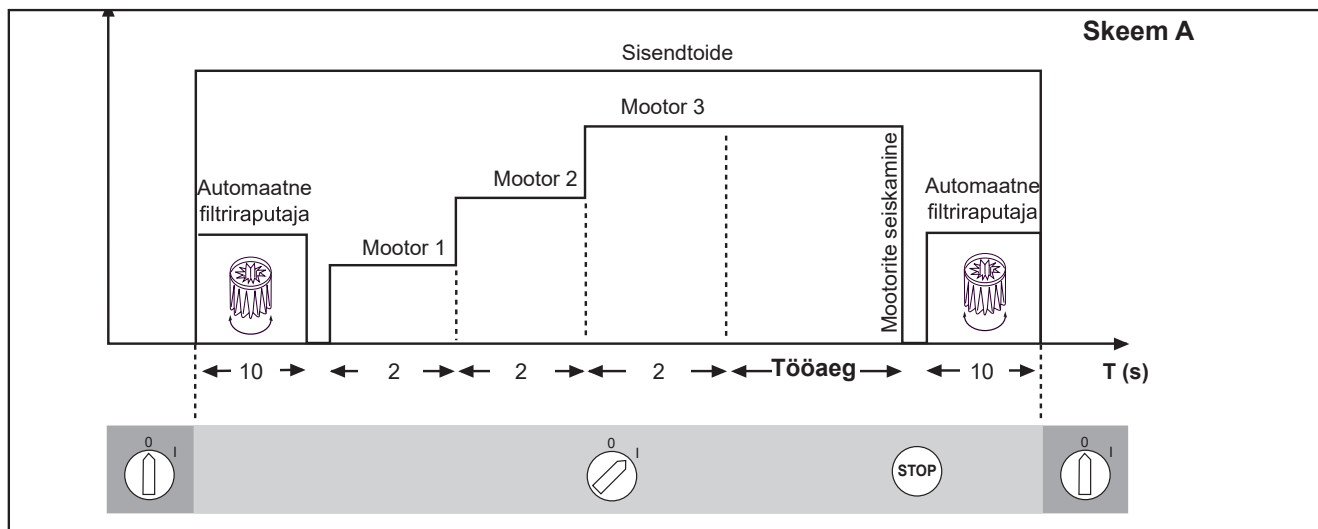 Skeem A
Sisendtoide
Mootor 3
Automaatne
filtriraputaja
Mootor 2
Mootor 1
Mootorite seiskamine
Automaatne
filtriraputaja
10 2 2 2 Tööaeg 10 T (s)
0 I 0 I STOP 0 I